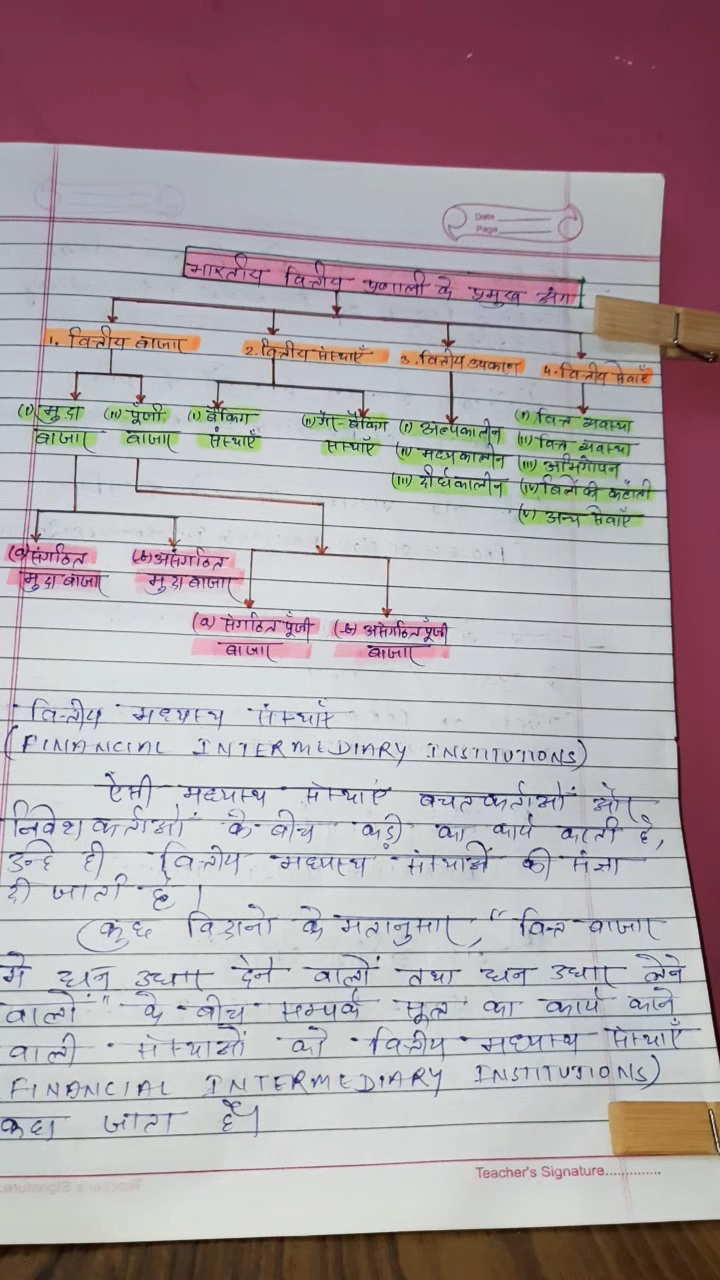 Date
Page
भारतीय वित्तीय प्रणाली के प्रमुख अंग
1. वित्तीय बाजार 2. वित्तीय संस्थाएँ 3. वित्तीय उपकरण 4. वित्तीय सेवाएँ
(i) मुद्रा बाजार
(ii) पूंजी बाजार
(i) बैंकिंग संस्थाएँ
(ii) गैर-बैंकिंग संस्थाएँ
(i) अल्पकालीन
(ii) मध्यकालीन
(iii) दीर्घकालीन
(i) वित्त व्यवस्था
(ii) वित्त व्यवस्था
(iii) अभिगोपन
(iv) बिलों की कटौती
(v) अन्य सेवाएँ
(a) संगठित मुद्रा बाजार
(b) असंगठित मुद्रा बाजार
(a) संगठित पूँजी बाजार
(b) असंगठित पूँजी बाजार
वित्तीय मध्यस्थ संस्थाएँ
(FINANCIAL INTERMEDIARY INSTITUTIONS)
ऐसी मध्यस्थ संस्थाएं बचतकर्ताओं और
निवेशकर्ताओं के बीच कड़ी का कार्य करती है,
उन्हे ही वित्तीय मध्यस्थ संस्थाओं की संज्ञा
दी जाती है।
(कुछ विद्वानो के मतानुसार, "वित्त बाजार
मे धन उधार देने वालों तथा धन उधार लेने
वालों" के बीच सम्पर्क सूत्र का कार्य करने
वाली संस्थाओं को वित्तीय मध्यस्थ संस्थाएँ
FINANCIAL INTERMEDIARY INSTITUTIONS)
कहा जाता है।
Teacher's Signature..............